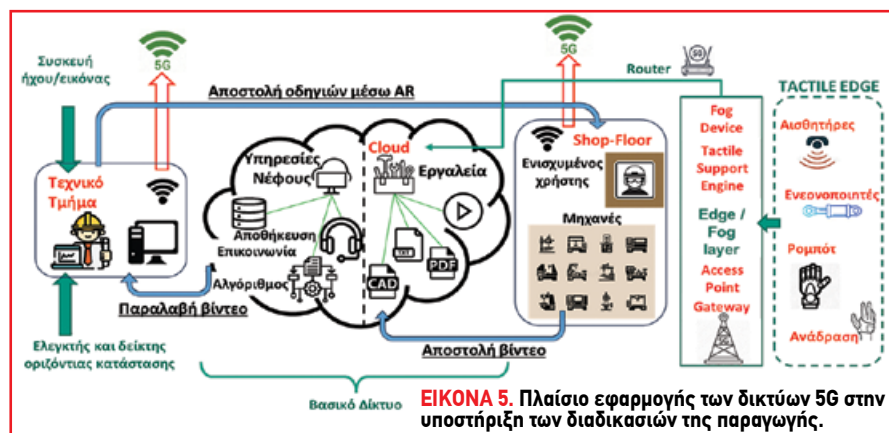 Συσκευή
ήχου/εικόνας
5G
5G
Router
5G
Αποστολή οδηγιών μέσω AR
TACTILE EDGE
Τεχνικό
Τμήμα
Υπηρεσίες
Νέφους
Αποθήκευση
Επικοινωνία
Αλγόριθμος
Cloud
Εργαλεία
TXT
CAD
PDF
Shop-Floor
Ενισχυμένος
χρήστης
Μηχανές
Fog
Device
Tactile
Support
Engine
Edge /
Fog
layer
Access
Point
Gateway
Αισθητήρες
Ενεργοποιητές
Ρομπότ
Ανάδραση
Παραλαβή βίντεο
Αποστολή βίντεο
Ελεγκτής και δείκτης
οριζόντιας κατάστασης
Βασικό Δίκτυο
ΕΙΚΟΝΑ 5. Πλαίσιο εφαρμογής των δικτύων 5G στην
υποστήριξη των διαδικασιών της παραγωγής.